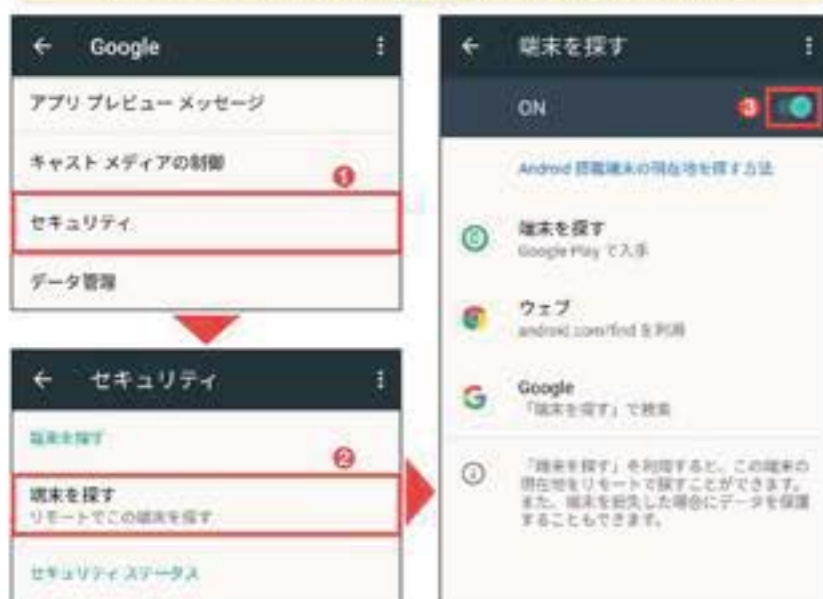 Google
アプリ プレビュー メッセージ
キャスト メディアの制御
1
セキュリティ
データ管理
セキュリティ
端末を探す
2
端末を探す
リモートでこの端末を探す
セキュリティ ステータス
端末を探す
ON
3
Android 搭載端末の現在地を探す方法
端末を探す
Google Play で入手
ウェブ
android.com/find を利用
Google
「端末を探す」で検索
「端末を探す」を利用すると、この端末の
現在地をリモートで探すことができます。
また、端末を紛失した場合にデータを保護
することもできます。